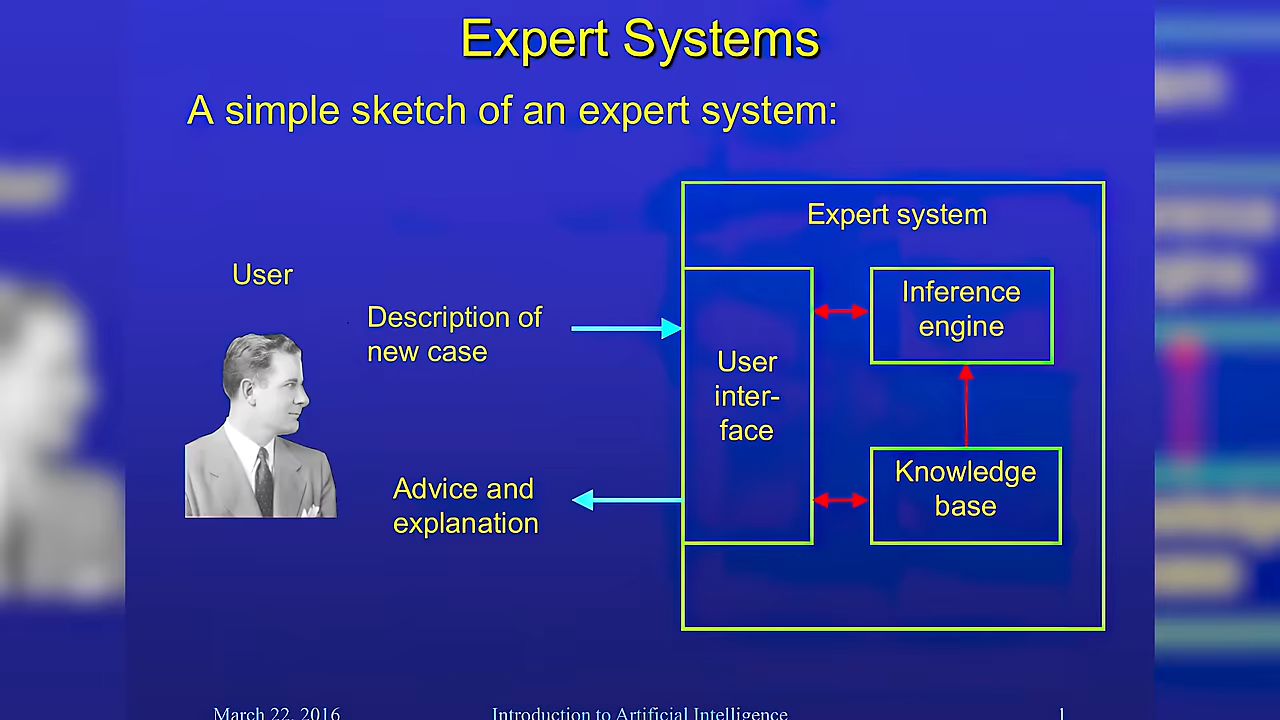 Expert Systems
A simple sketch of an expert system:
Expert system
User
Description of
new case
Advice and
explanation
User
inter-
face
Inference
engine
Knowledge
base
March 22, 2016
Introduction to Artificial Intelligence
1